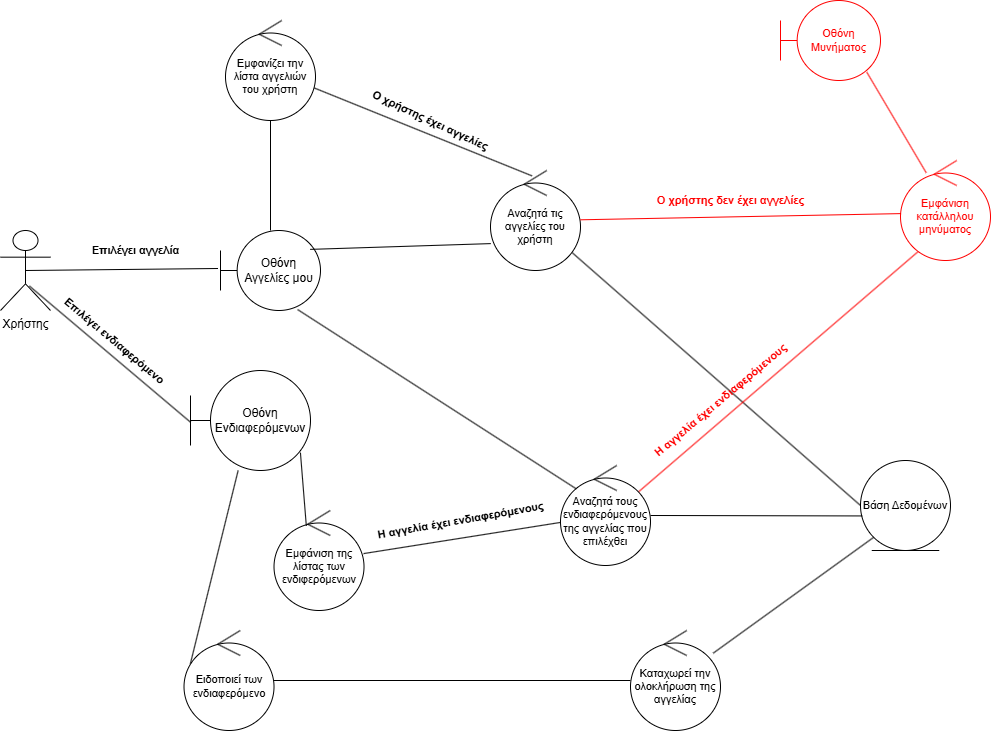 Οθόνη
Μυνήματος
Εμφανίζει την
λίστα αγγελιών
του χρήστη
Ο χρήστης έχει αγγελίες
Αναζητά τις
αγγελίες του
χρήστη
Ο χρήστης δεν έχει αγγελίες
Εμφάνιση
κατάλληλου
μηνύματος
Επιλέγει αγγελία
Οθόνη
Αγγελίες μου
Χρήστης
Επιλέγει ενδιαφερόμενο
Οθόνη
Ενδιαφερόμενων
Η αγγελία έχει ενδιαφερόμενους
Η αγγελία έχει ενδιαφερόμενους
Αναζητά τους
ενδιαφερόμενους
της αγγελίας που
επιλέχθει
Βάση Δεδομένων
Εμφάνιση της
λίστας των
ενδιφερόμενων
Ειδοποιεί των
ενδιαφερόμενο
Καταχωρεί την
ολοκλήρωση της
αγγελίας